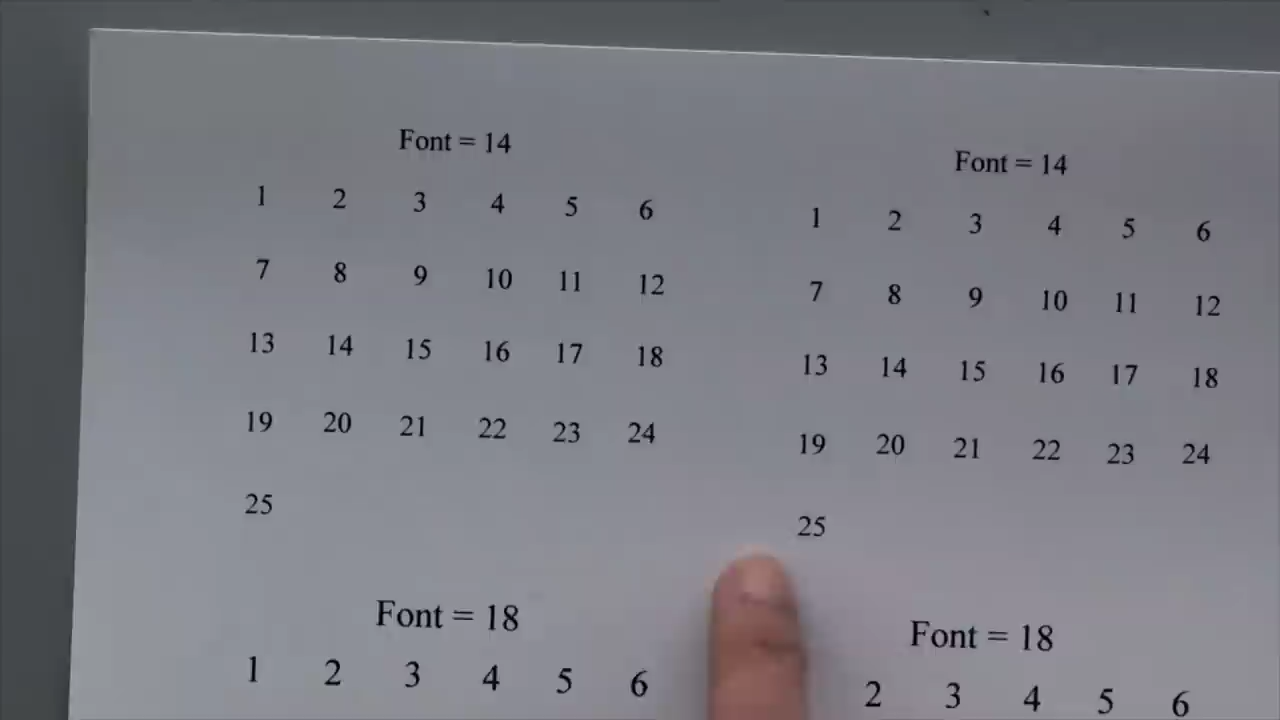 Font = 14
1 2 3 4 5 6
7 8 9 10 11 12
13 14 15 16 17 18
19 20 21 22 23 24
25
Font = 18
1 2 3 4 5 6
Font = 14
1 2 3 4 5 6
7 8 9 10 11 12
13 14 15 16 17 18
19 20 21 22 23 24
25
Font = 18
2 3 4 5 6